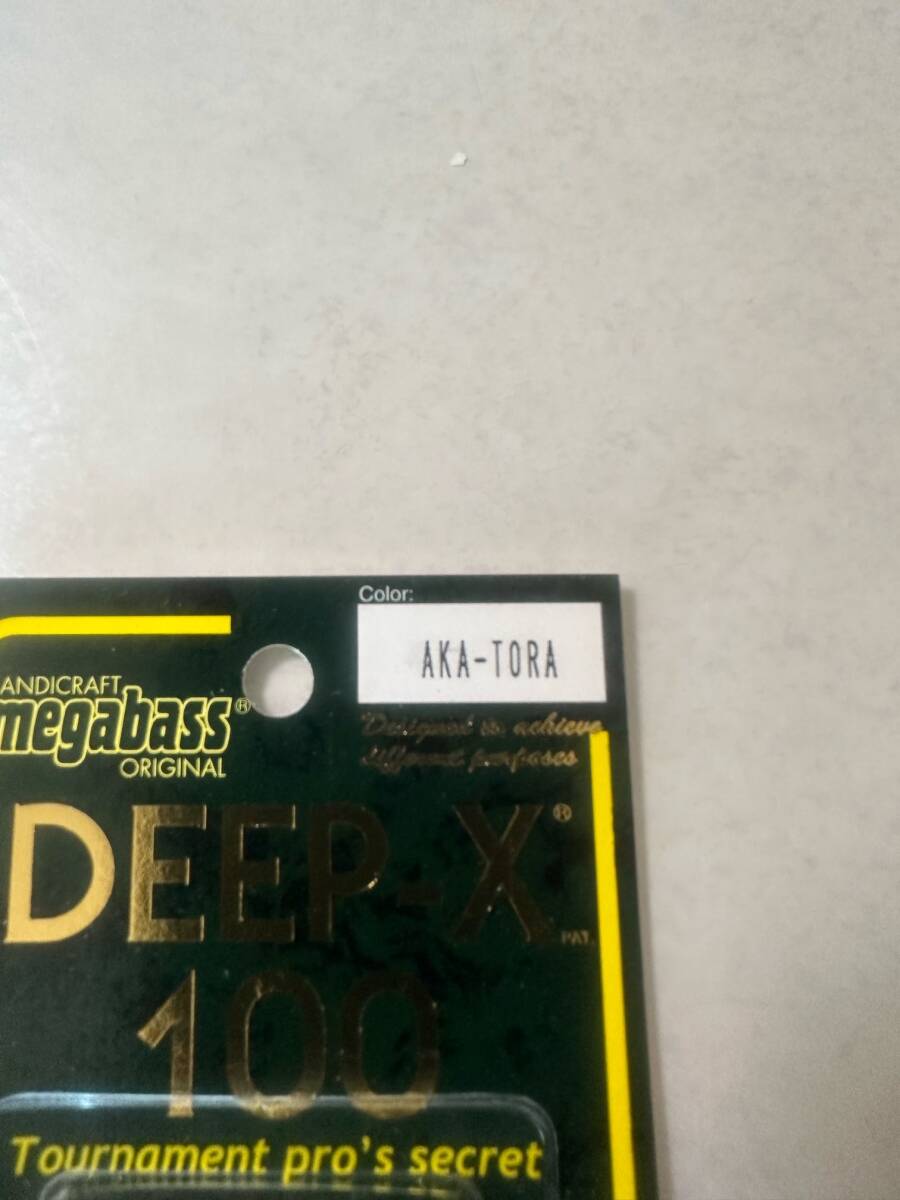 Color:
AKA-TORA
ANDICRAFT
megabass®
ORIGINAL
"Designed to achieve
different purposes
DEEP-X®
PAT.
100
Tournament pro's secret